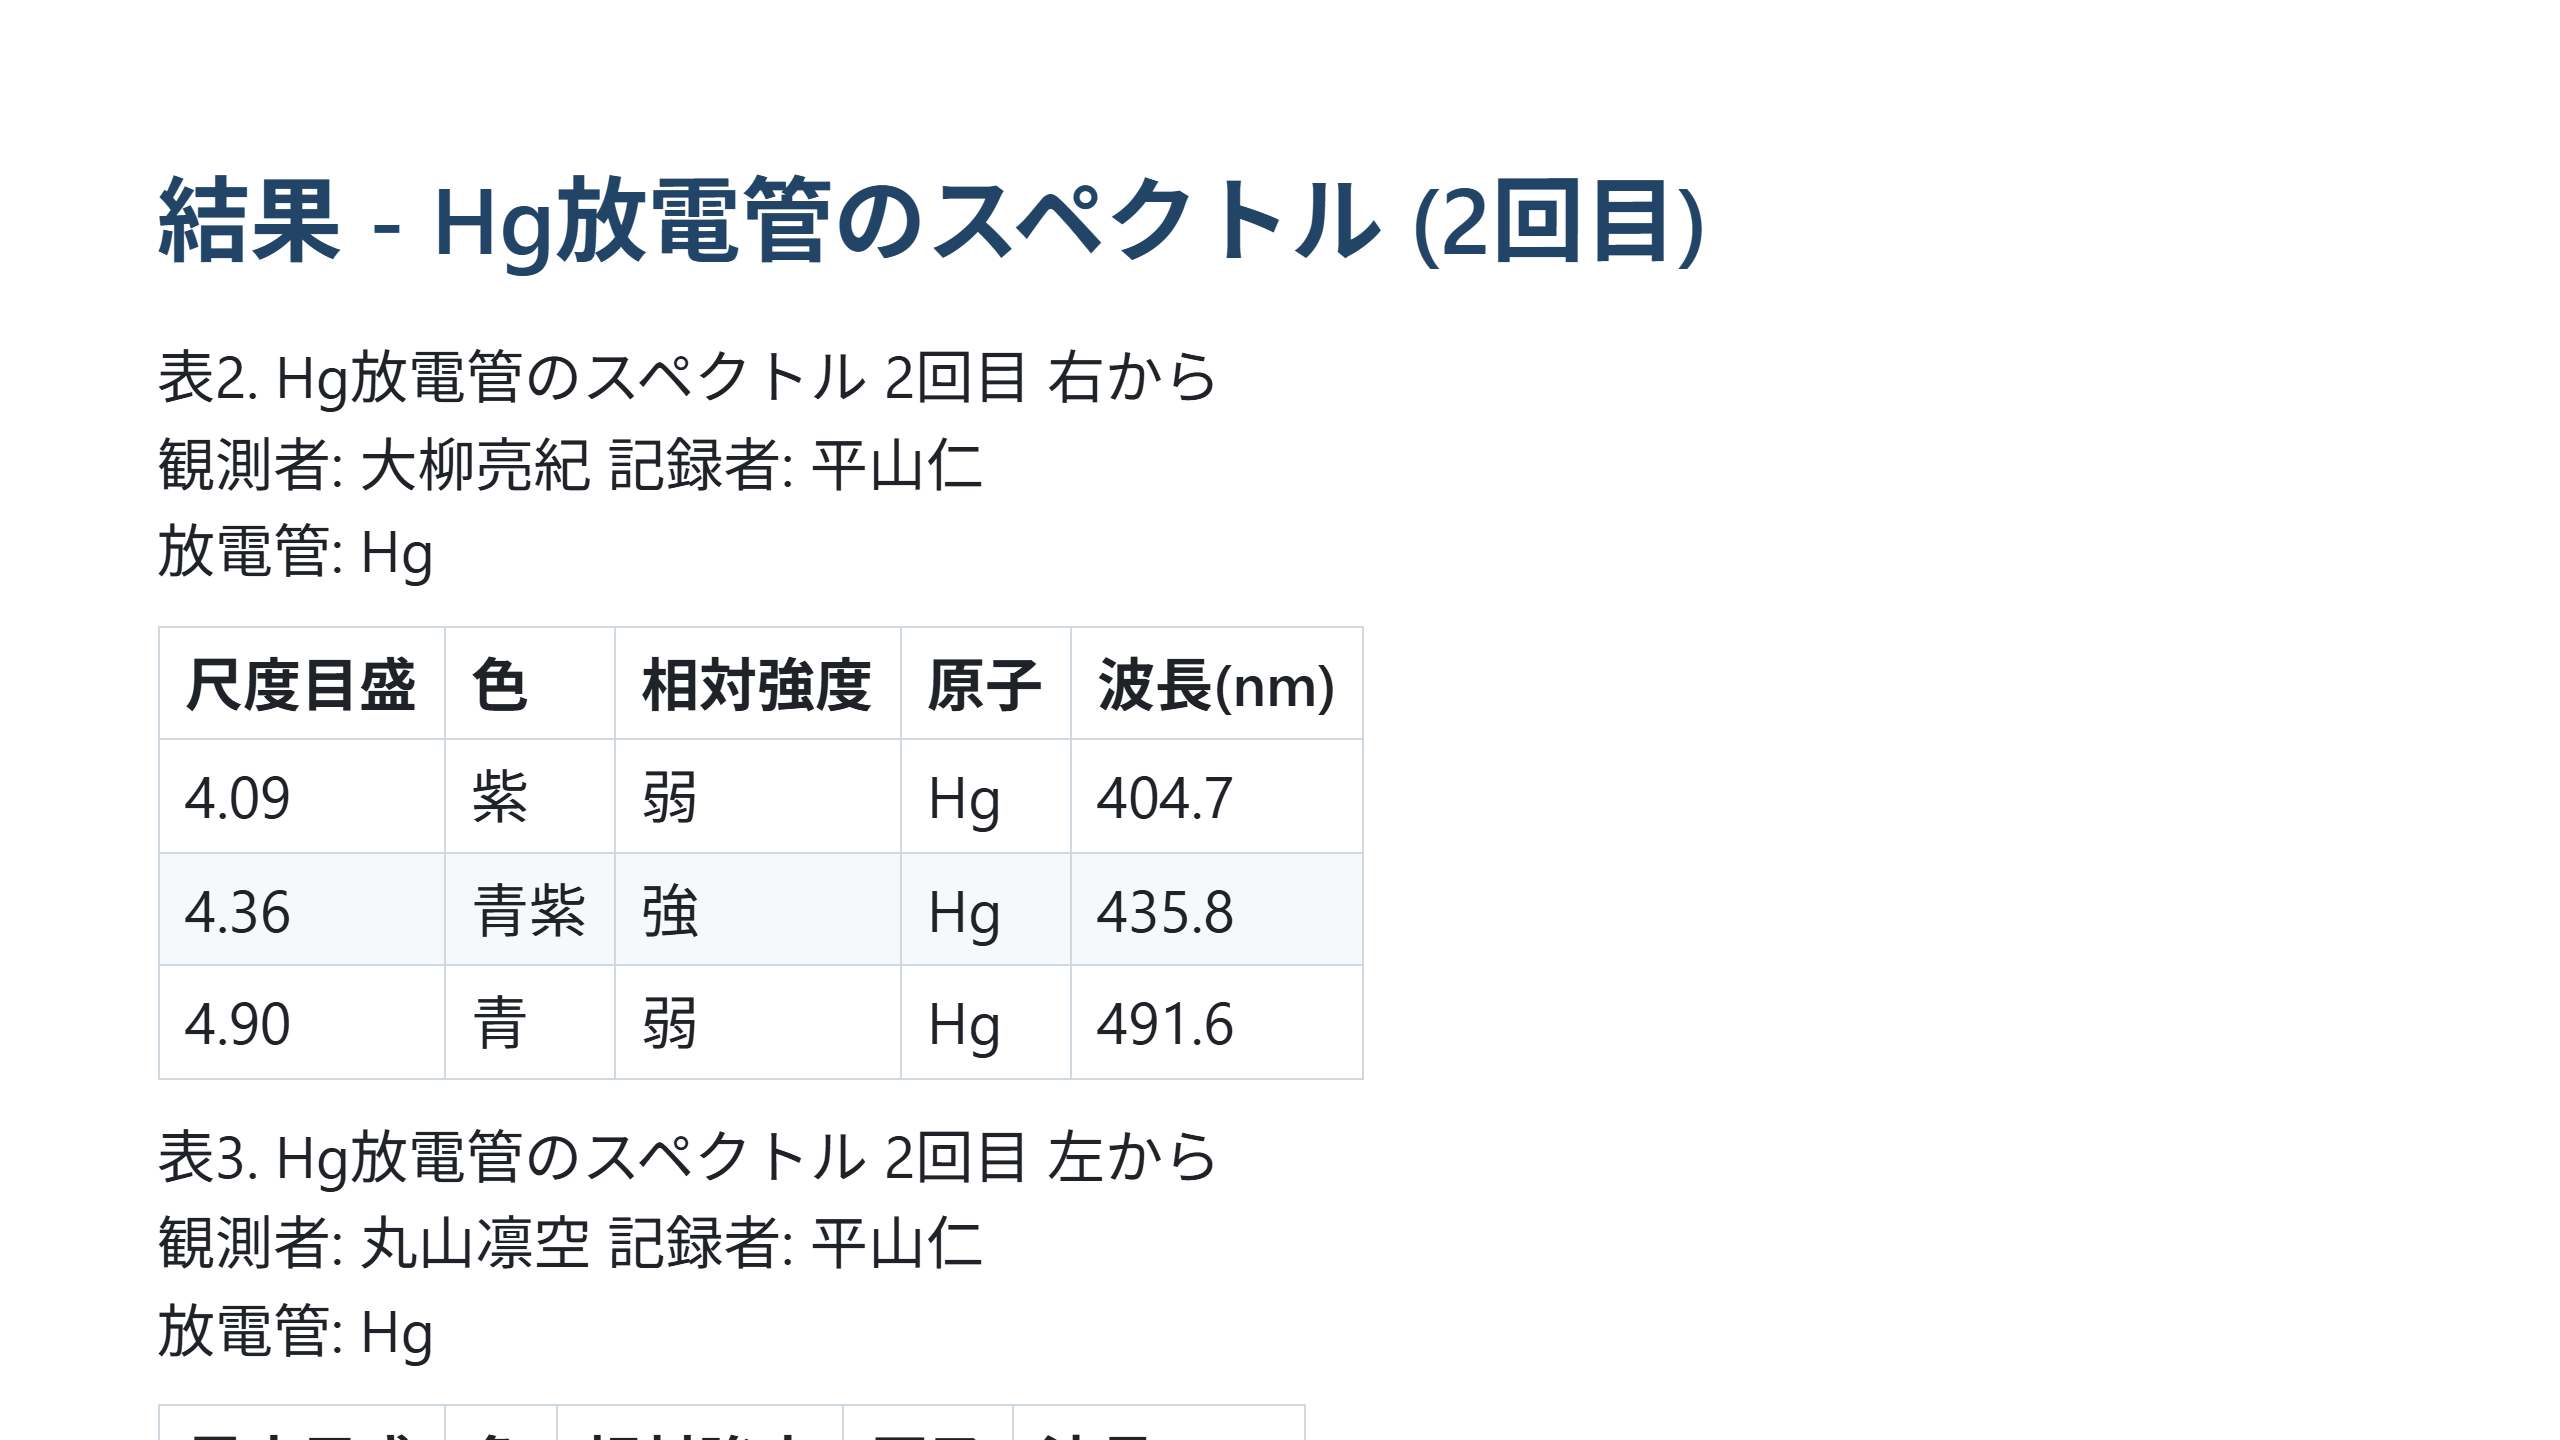 結果 - Hg放電管のスペクトル (2回目)
表2. Hg放電管のスペクトル 2回目 右から
観測者: 大柳亮紀 記録者: 平山仁
放電管: Hg
尺度目盛 色 相対強度 原子 波長(nm)
4.09 紫 弱 Hg 404.7
4.36 青紫 強 Hg 435.8
4.90 青 弱 Hg 491.6
表3. Hg放電管のスペクトル 2回目 左から
観測者: 丸山凛空 記録者: 平山仁
放電管: Hg